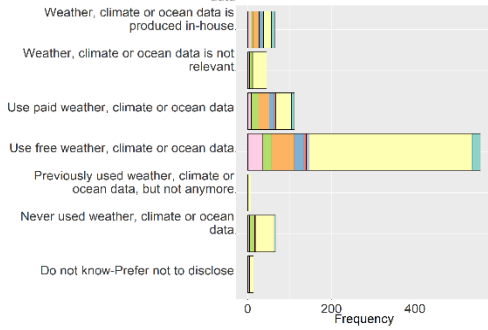 data
Weather, climate or ocean data is
produced in-house.
Weather, climate or ocean data is not
relevant.
Use paid weather, climate or ocean data
Use free weather, climate or ocean data.
Previously used weather, climate or
ocean data, but not anymore.
Never used weather, climate or ocean
data.
Do not know-Prefer not to disclose
0 200 400
Frequency